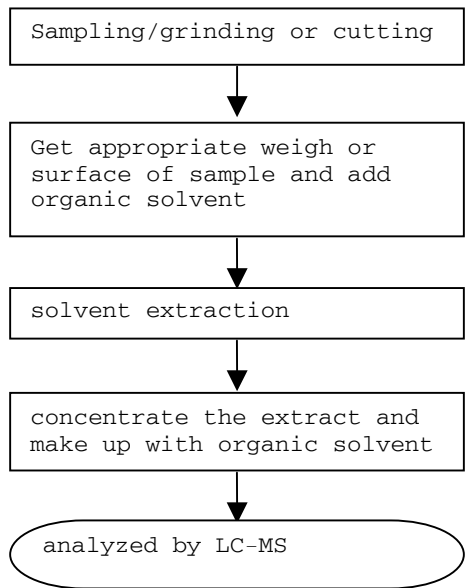 Sampling/grinding or cutting
Get appropriate weigh or
surface of sample and add
organic solvent
solvent extraction
concentrate the extract and
make up with organic solvent
analyzed by LC-MS